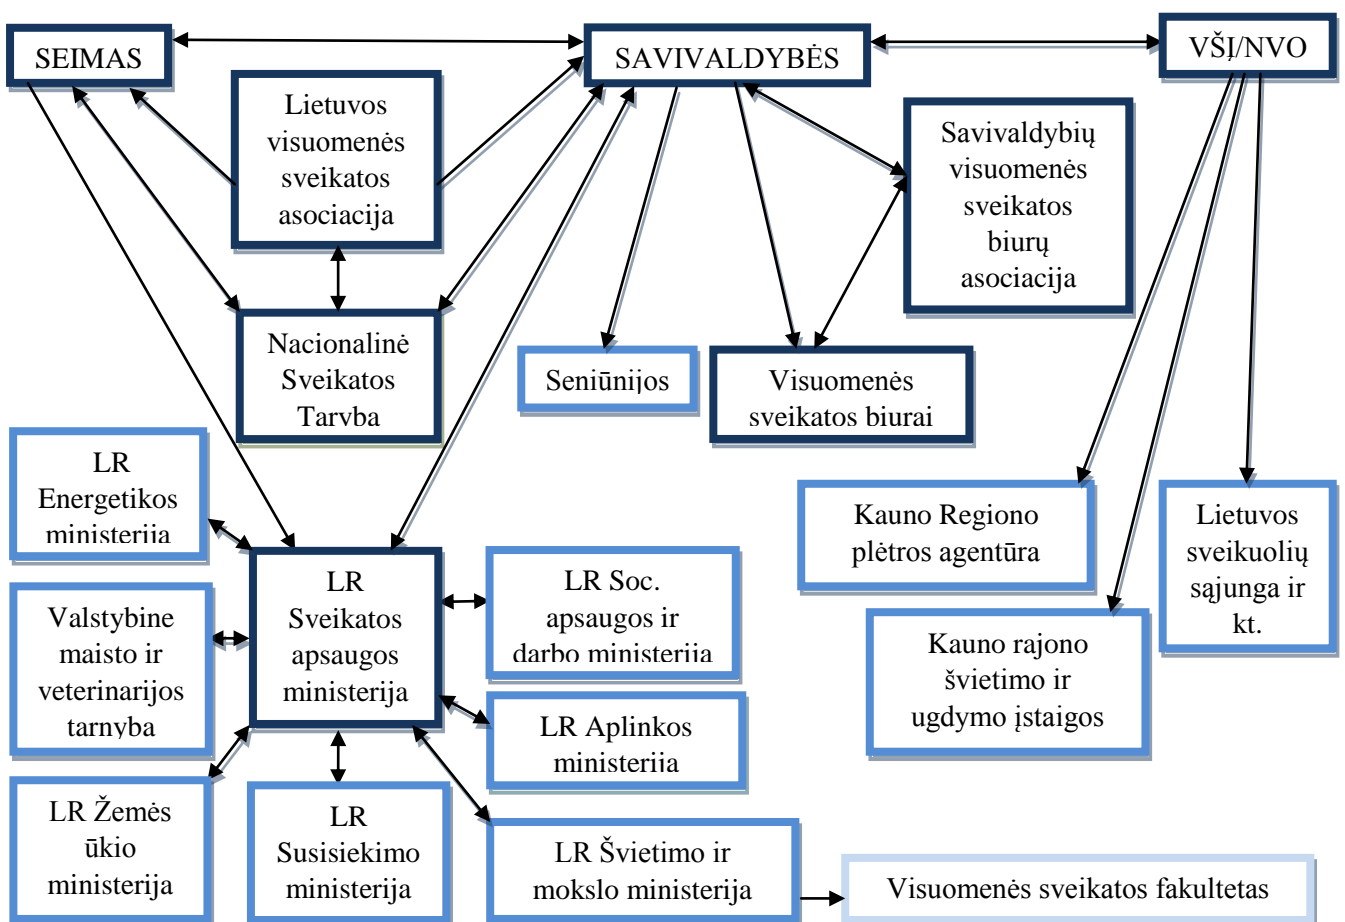 SEIMAS
SAVIVALDYBĖS
VŠĮ/NVO
Lietuvos
visuomenės
sveikatos
asociacija
Savivaldybių
visuomenės
sveikatos
biurų
asociacija
Nacionalinė
Sveikatos
Taryba
Seniūnijos
Visuomenės
sveikatos biurai
LR
Energetikos
ministerija
Kauno Regiono
plėtros agentūra
Lietuvos
sveikuolių
sąjunga ir
kt.
LR
Sveikatos
apsaugos
ministerija
LR Soc.
apsaugos ir
darbo ministerija
Valstybine
maisto ir
veterinarijos
tarnyba
Kauno rajono
švietimo ir
ugdymo įstaigos
LR Aplinkos
ministerija
LR Žemės
ūkio
ministerija
LR
Susisiekimo
ministerija
LR Švietimo ir
mokslo ministerija
Visuomenės sveikatos fakultetas